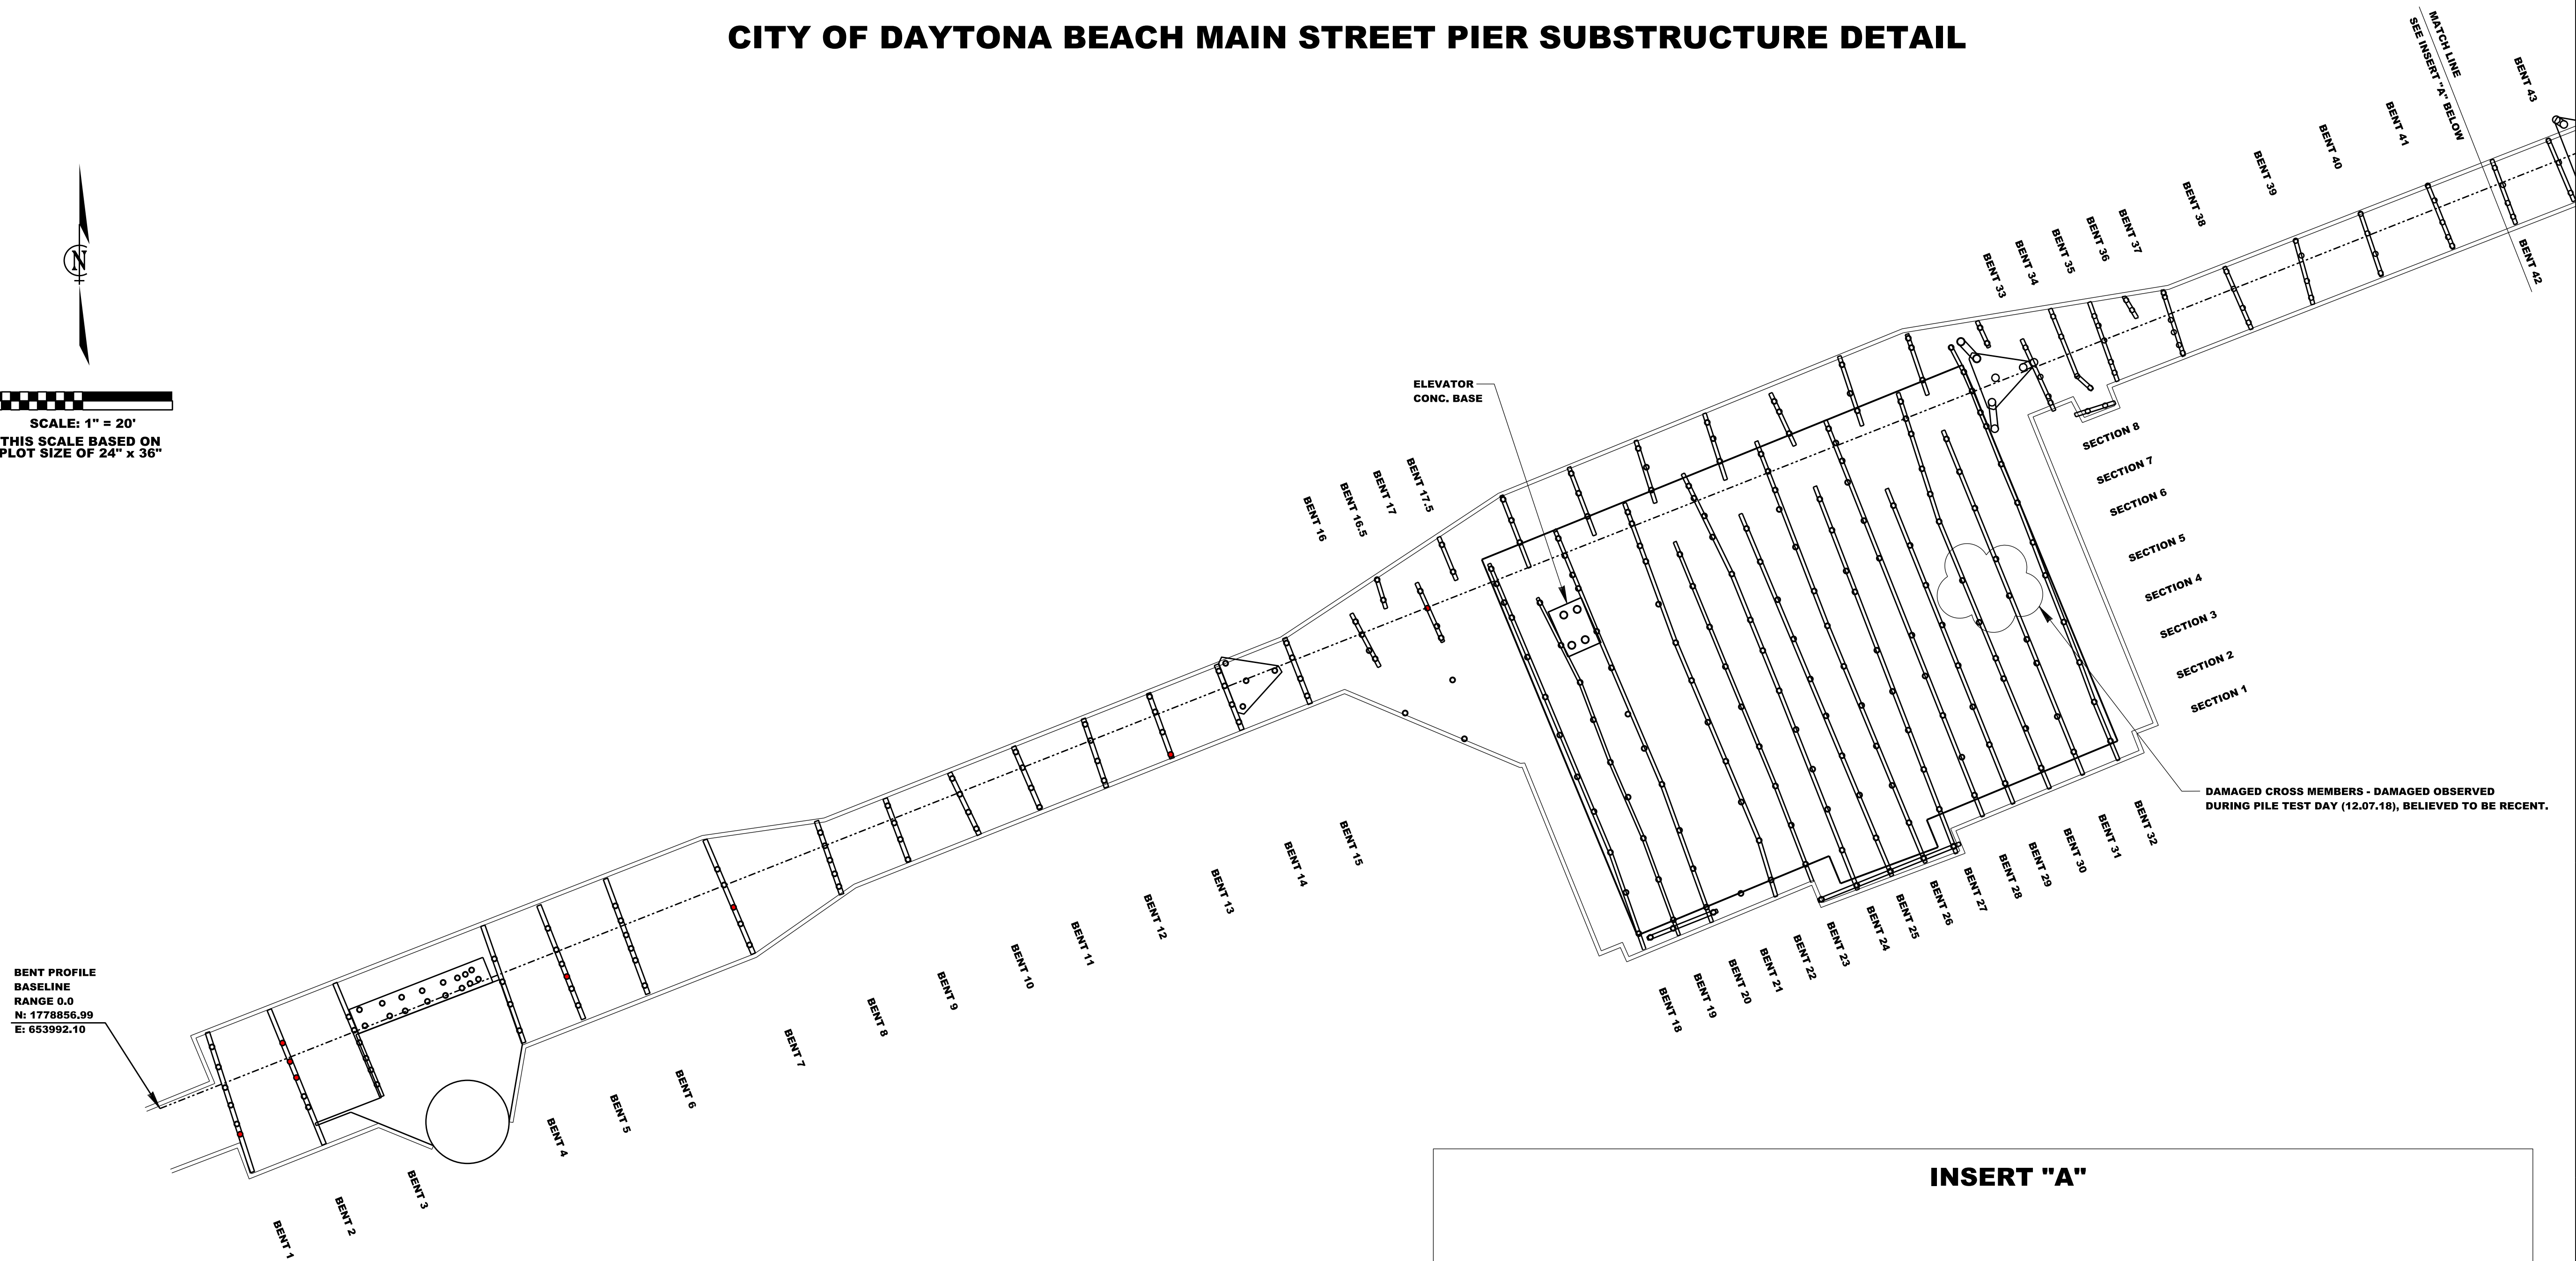 CITY OF DAYTONA BEACH MAIN STREET PIER SUBSTRUCTURE DETAIL
MATCH LINE
SEE INSERT "A" BELOW
BENT 43
BENT 42
BENT 41
BENT 40
BENT 39
BENT 38
BENT 37
BENT 36
BENT 35
BENT 34
BENT 33
N
SCALE: 1" = 20'
THIS SCALE BASED ON
PLOT SIZE OF 24" x 36"
ELEVATOR
CONC. BASE
BENT 16
BENT 16.5
BENT 17
BENT 17.5
SECTION 8
SECTION 7
SECTION 6
SECTION 5
SECTION 4
SECTION 3
SECTION 2
SECTION 1
DAMAGED CROSS MEMBERS - DAMAGED OBSERVED
DURING PILE TEST DAY (12.07.18), BELIEVED TO BE RECENT.
BENT PROFILE
BASELINE
RANGE 0.0
N: 1778856.99
E: 653992.10
BENT 1
BENT 2
BENT 3
BENT 4
BENT 5
BENT 6
BENT 7
BENT 8
BENT 9
BENT 10
BENT 11
BENT 12
BENT 13
BENT 14
BENT 15
BENT 18
BENT 19
BENT 20
BENT 21
BENT 22
BENT 23
BENT 24
BENT 25
BENT 26
BENT 27
BENT 28
BENT 29
BENT 30
BENT 31
BENT 32
INSERT "A"